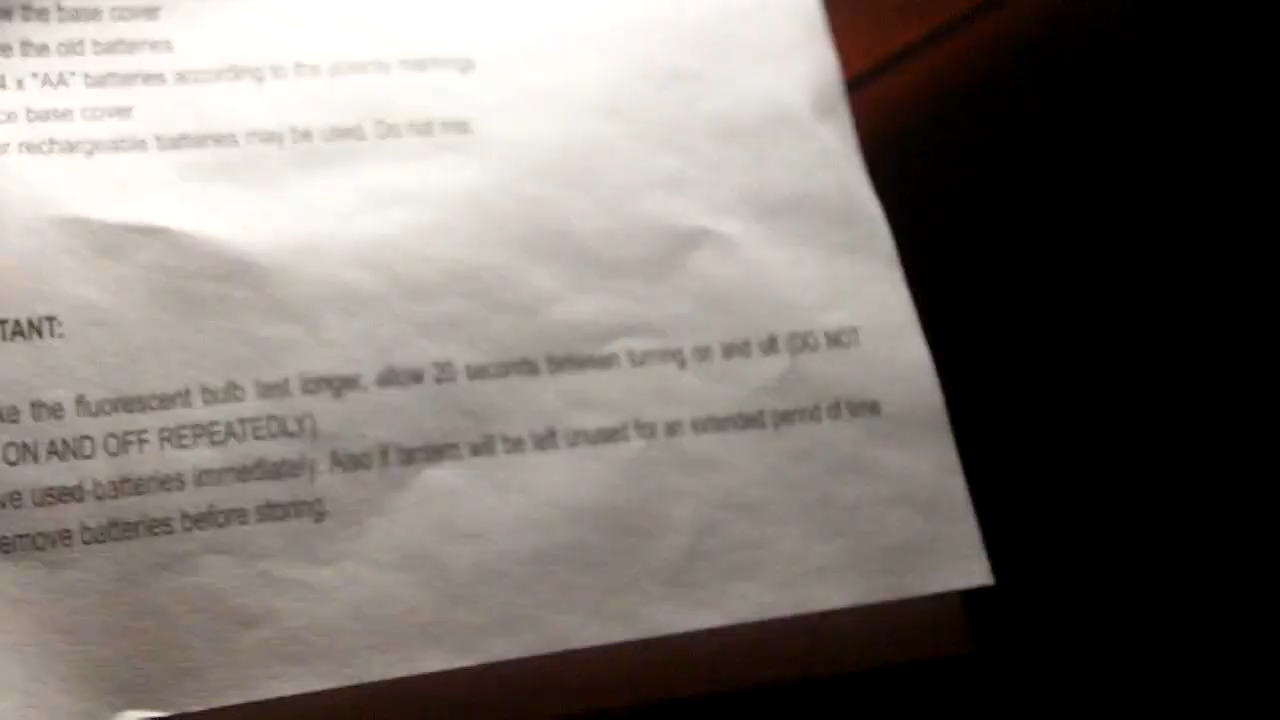 the base cover
the old batteries
4 x "AA" batteries according to the polarity markings
base cover
rechargeable batteries may be used. Do not mix
TANT:
the fluorescent bulb last longer, allow 20 seconds between turning on and off (DO NOT
ON AND OFF REPEATEDLY)
used-batteries immediately. Also if lantern will be left unused for an extended period of time
emove batteries before storing.